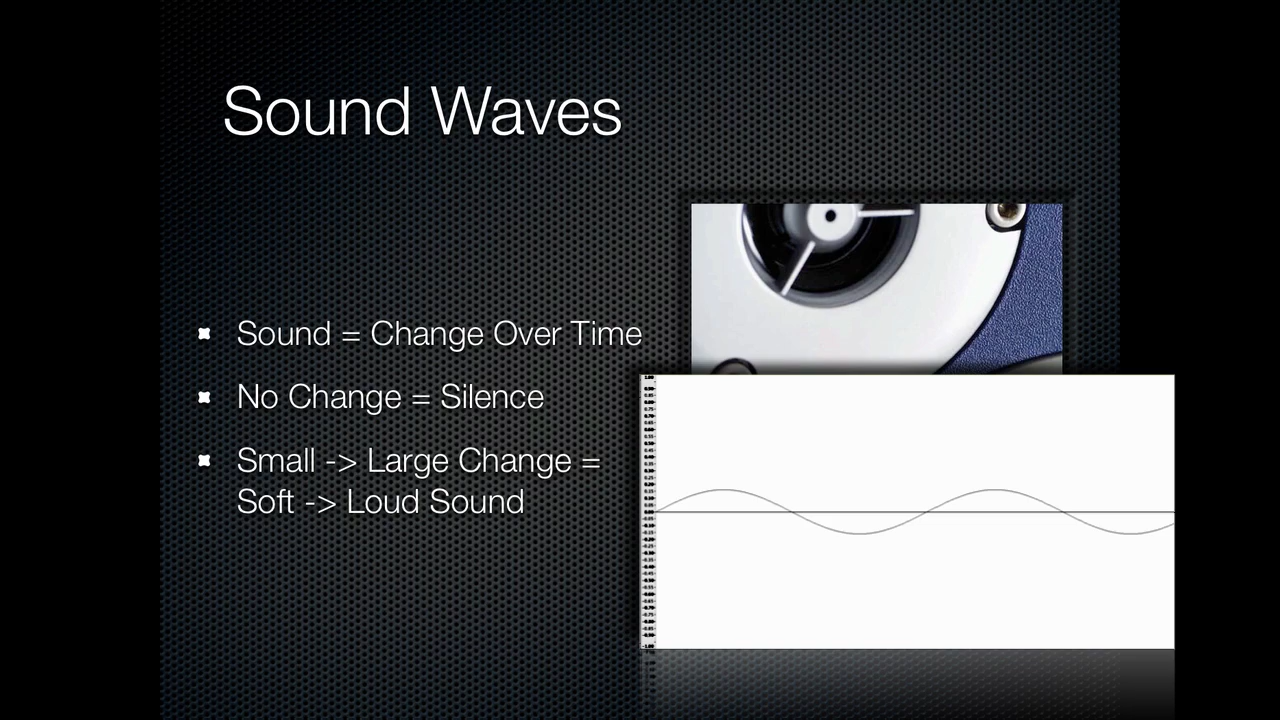 Sound Waves
Sound = Change Over Time
No Change = Silence
Small -> Large Change =
Soft -> Loud Sound